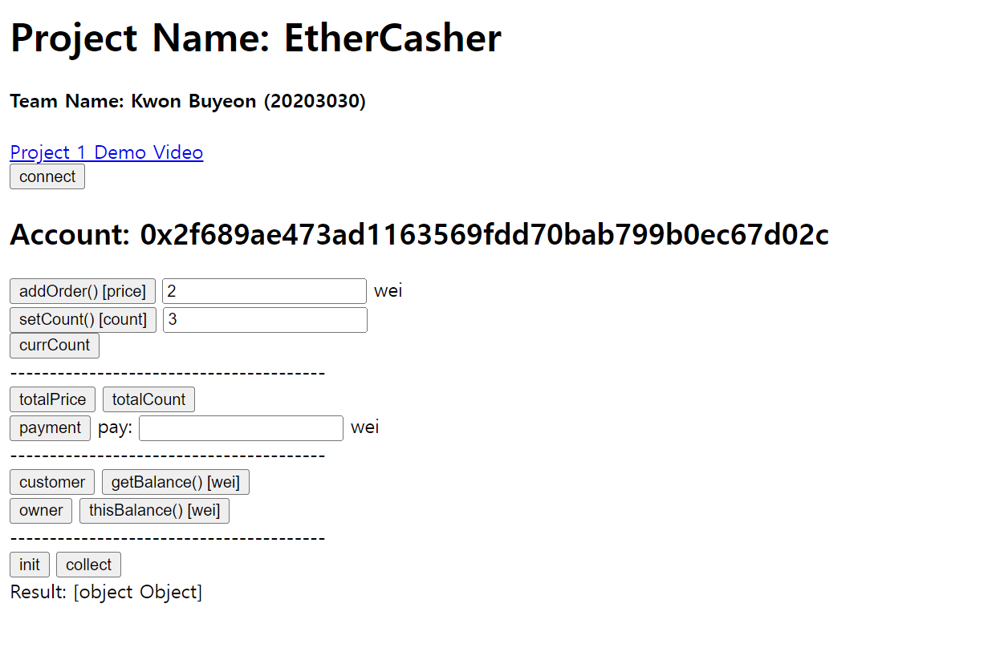 Project Name: EtherCasher
Team Name: Kwon Buyeon (20203030)
Project 1 Demo Video
connect
Account: 0x2f689ae473ad1163569fdd70bab799b0ec67d02c
addOrder() [price] 2 wei
setCount() [count] 3
currCount
----------------------------------------
totalPrice totalCount
payment pay: wei
----------------------------------------
customer getBalance() [wei]
owner thisBalance() [wei]
----------------------------------------
init collect
Result: [object Object]